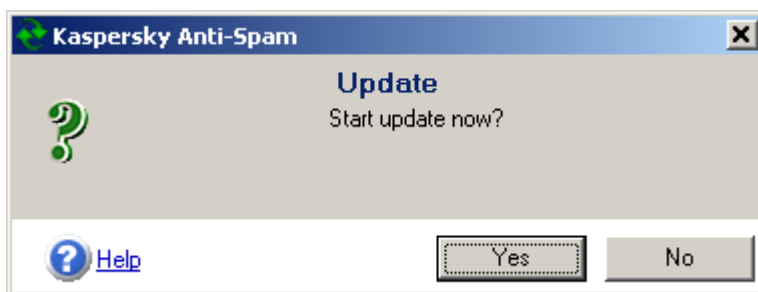 Kaspersky Anti-Spam
Update
Start update now?
Help
Yes
No